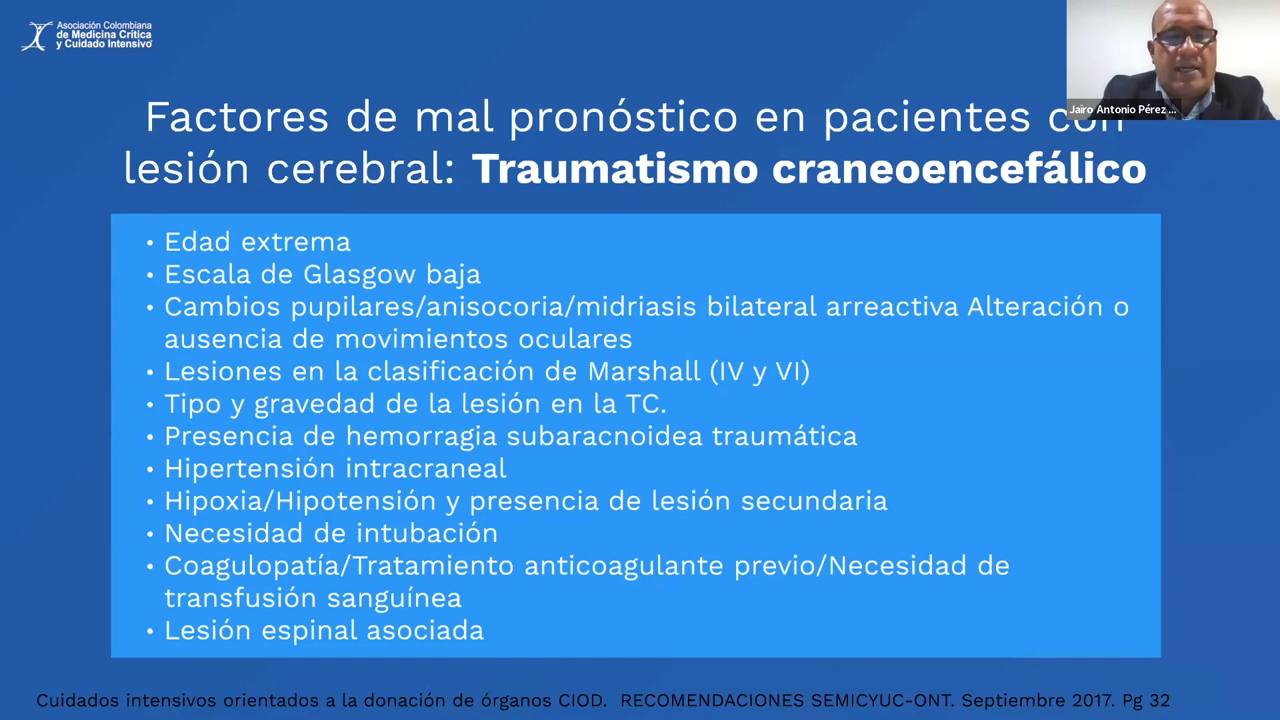 Asociación Colombiana
de Medicina Crítica
y Cuidado Intensivo
Jairo Antonio Pérez ...
Factores de mal pronóstico en pacientes con
lesión cerebral: Traumatismo craneoencefálico
• Edad extrema
• Escala de Glasgow baja
• Cambios pupilares/anisocoria/midriasis bilateral arreactiva Alteración o
ausencia de movimientos oculares
• Lesiones en la clasificación de Marshall (IV y VI)
• Tipo y gravedad de la lesión en la TC.
• Presencia de hemorragia subaracnoidea traumática
• Hipertensión intracraneal
• Hipoxia/Hipotensión y presencia de lesión secundaria
• Necesidad de intubación
• Coagulopatía/Tratamiento anticoagulante previo/Necesidad de
transfusión sanguínea
• Lesión espinal asociada
Cuidados intensivos orientados a la donación de órganos CIOD. RECOMENDACIONES SEMICYUC-ONT. Septiembre 2017. Pg 32